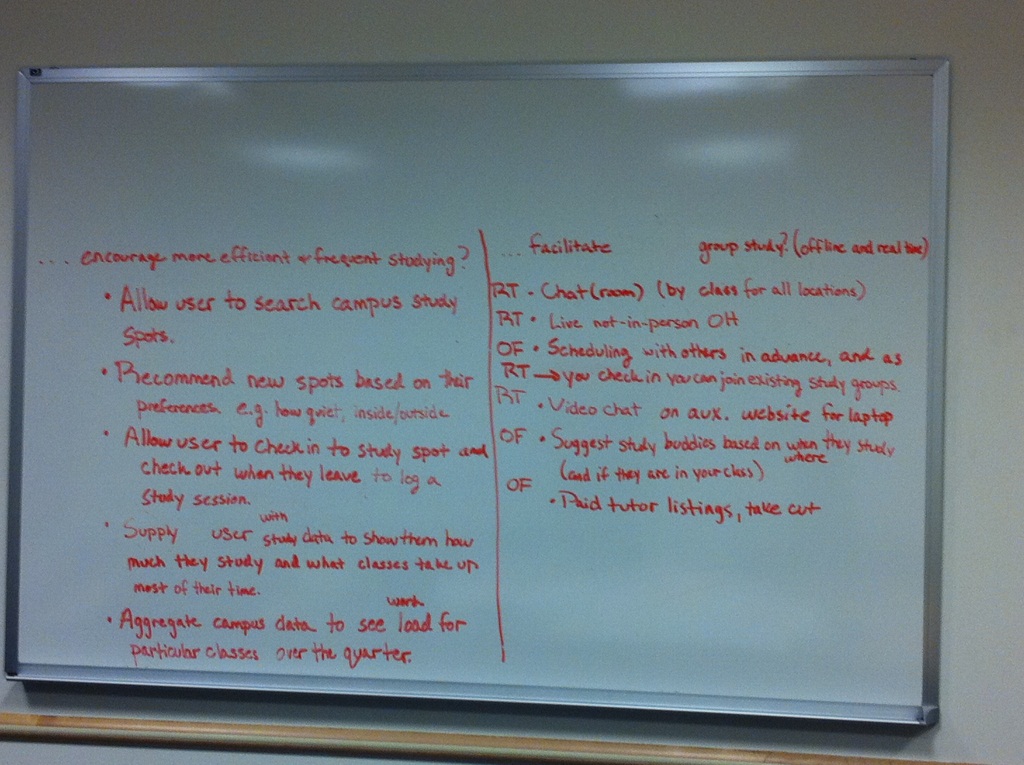 ... encourage more efficient & frequent studying?
• Allow user to search campus study
spots.
• Recommend new spots based on their
preferences. e.g. how quiet, inside/outside
• Allow user to check in to study spot and
check out when they leave to log a
study session.
• Supply user with study data to show them how
much they study and what classes take up
most of their time.
• Aggregate campus data to see work load for
particular classes over the quarter.
... facilitate group study? (offline and real time)
RT • Chat (room) (by class for all locations)
RT • Live not-in-person OH
OF • Scheduling with others in advance, and as
RT → you check in you can join existing study groups.
RT • Video chat on aux. website for laptop
OF • Suggest study buddies based on when they study
where
(and if they are in your class)
OF • Paid tutor listings, take cut